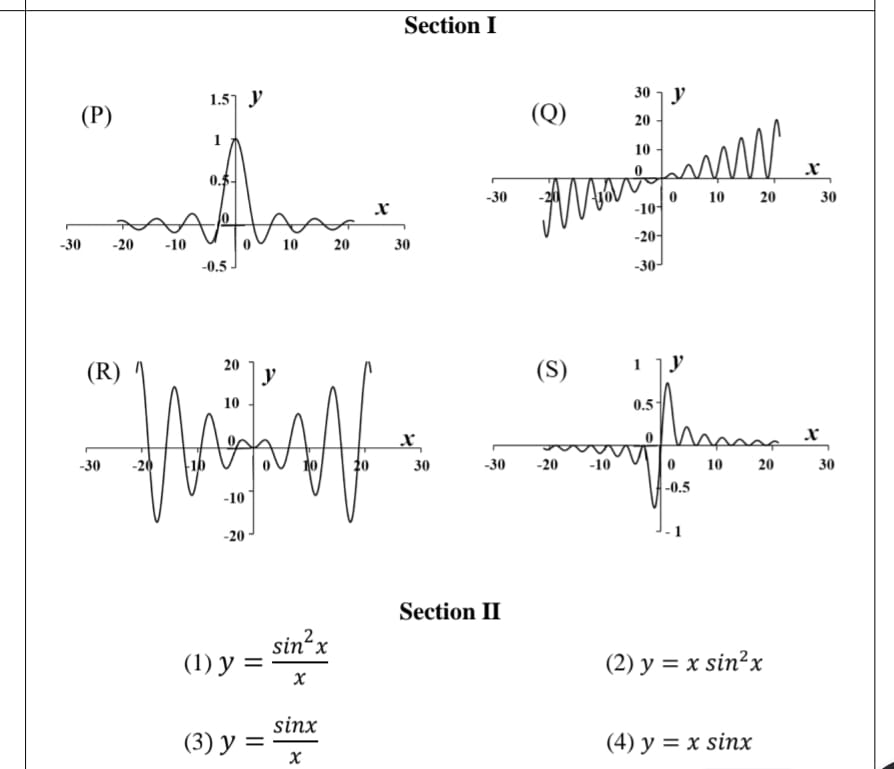 Section I
(P)
y
1.5
1
0.5
0
-0.5
x
-30 -20 -10 0 10 20 30
(Q)
y
30
20
10
0
-10
-20
-30
x
-30 -20 -10 0 10 20 30
(R)
y
20
10
0
-10
-20
x
-30 -20 -10 0 10 20 30
(S)
y
1
0.5
0
-0.5
-1
x
-30 -20 -10 0 10 20 30
Section II
(1) y = sin²x / x
(2) y = x sin²x
(3) y = sinx / x
(4) y = x sinx